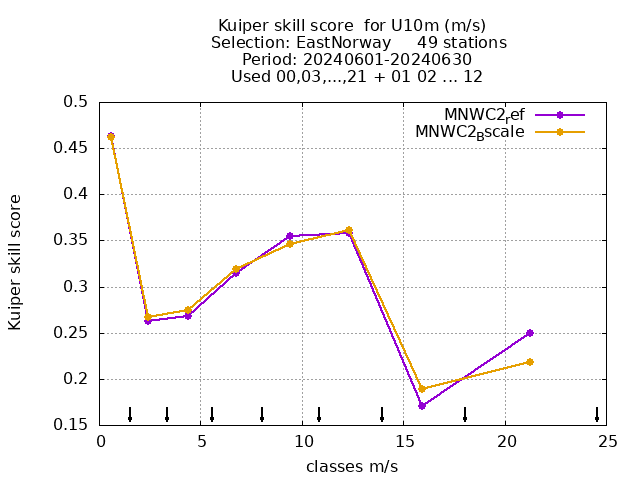 Kuiper skill score  for U10m (m/s)
Selection: EastNorway     49 stations
Period: 20240601-20240630
Used 00,03,...,21 + 01 02 ... 12
MNWC2ref
MNWC2Bscale
Kuiper skill score
0.5
0.45
0.4
0.35
0.3
0.25
0.2
0.15
0 5 10 15 20 25
classes m/s